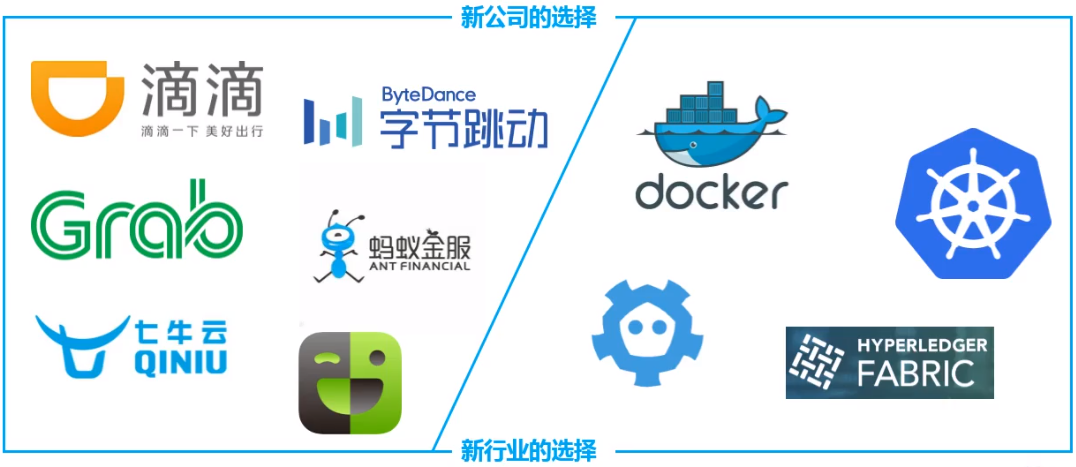 新公司的选择
滴滴
滴滴一下 美好出行
ByteDance
字节跳动
Grab
蚂蚁金服
ANT FINANCIAL
七牛云
QINIU
docker
HYPERLEDGER
FABRIC
新行业的选择